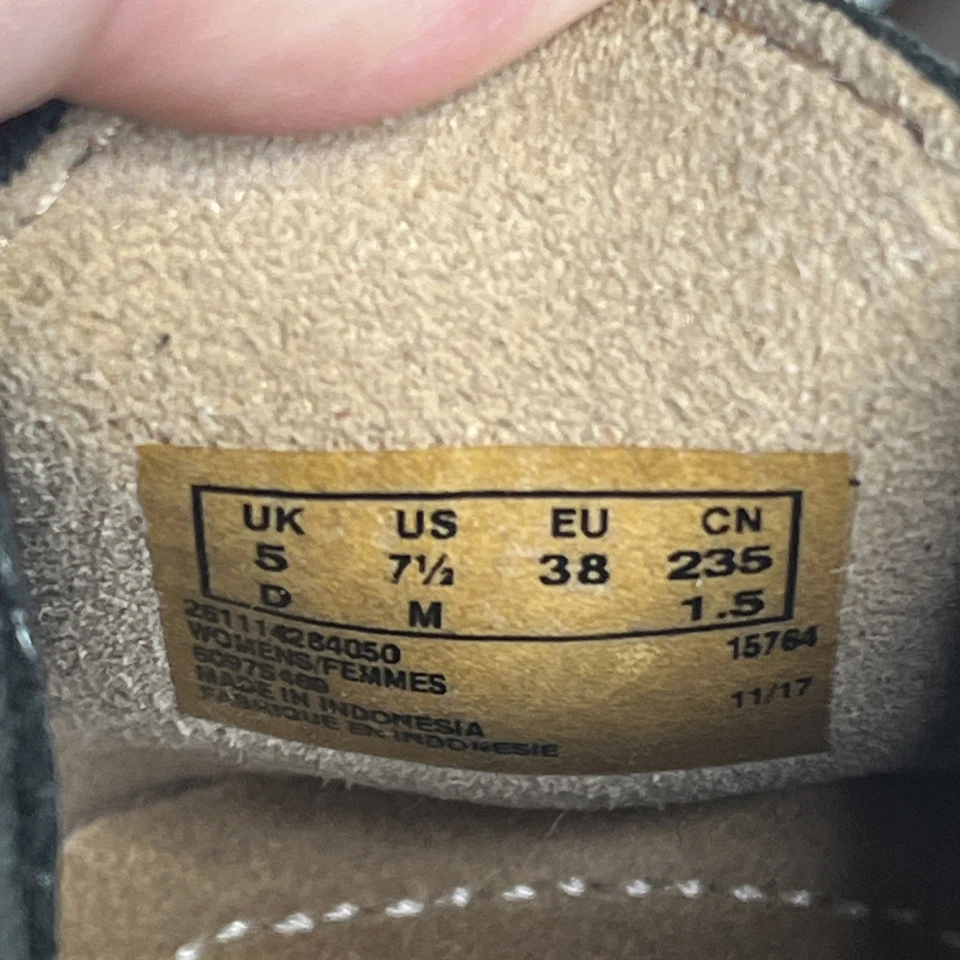 UK US EU CN
5 7½ 38 235
D M 1.5
261114284050 15764
WOMENS/FEMMES
11/17
MADE IN INDONESIA
FABRIQUE EN INDONESIE